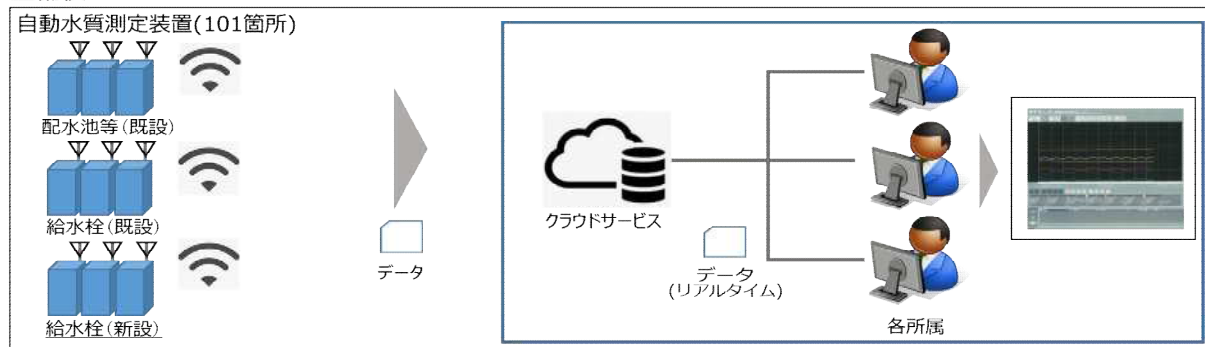 自動水質測定装置(101箇所)
配水池等(既設)
給水栓(既設)
給水栓(新設)
データ
クラウドサービス
データ
(リアルタイム)
各所属